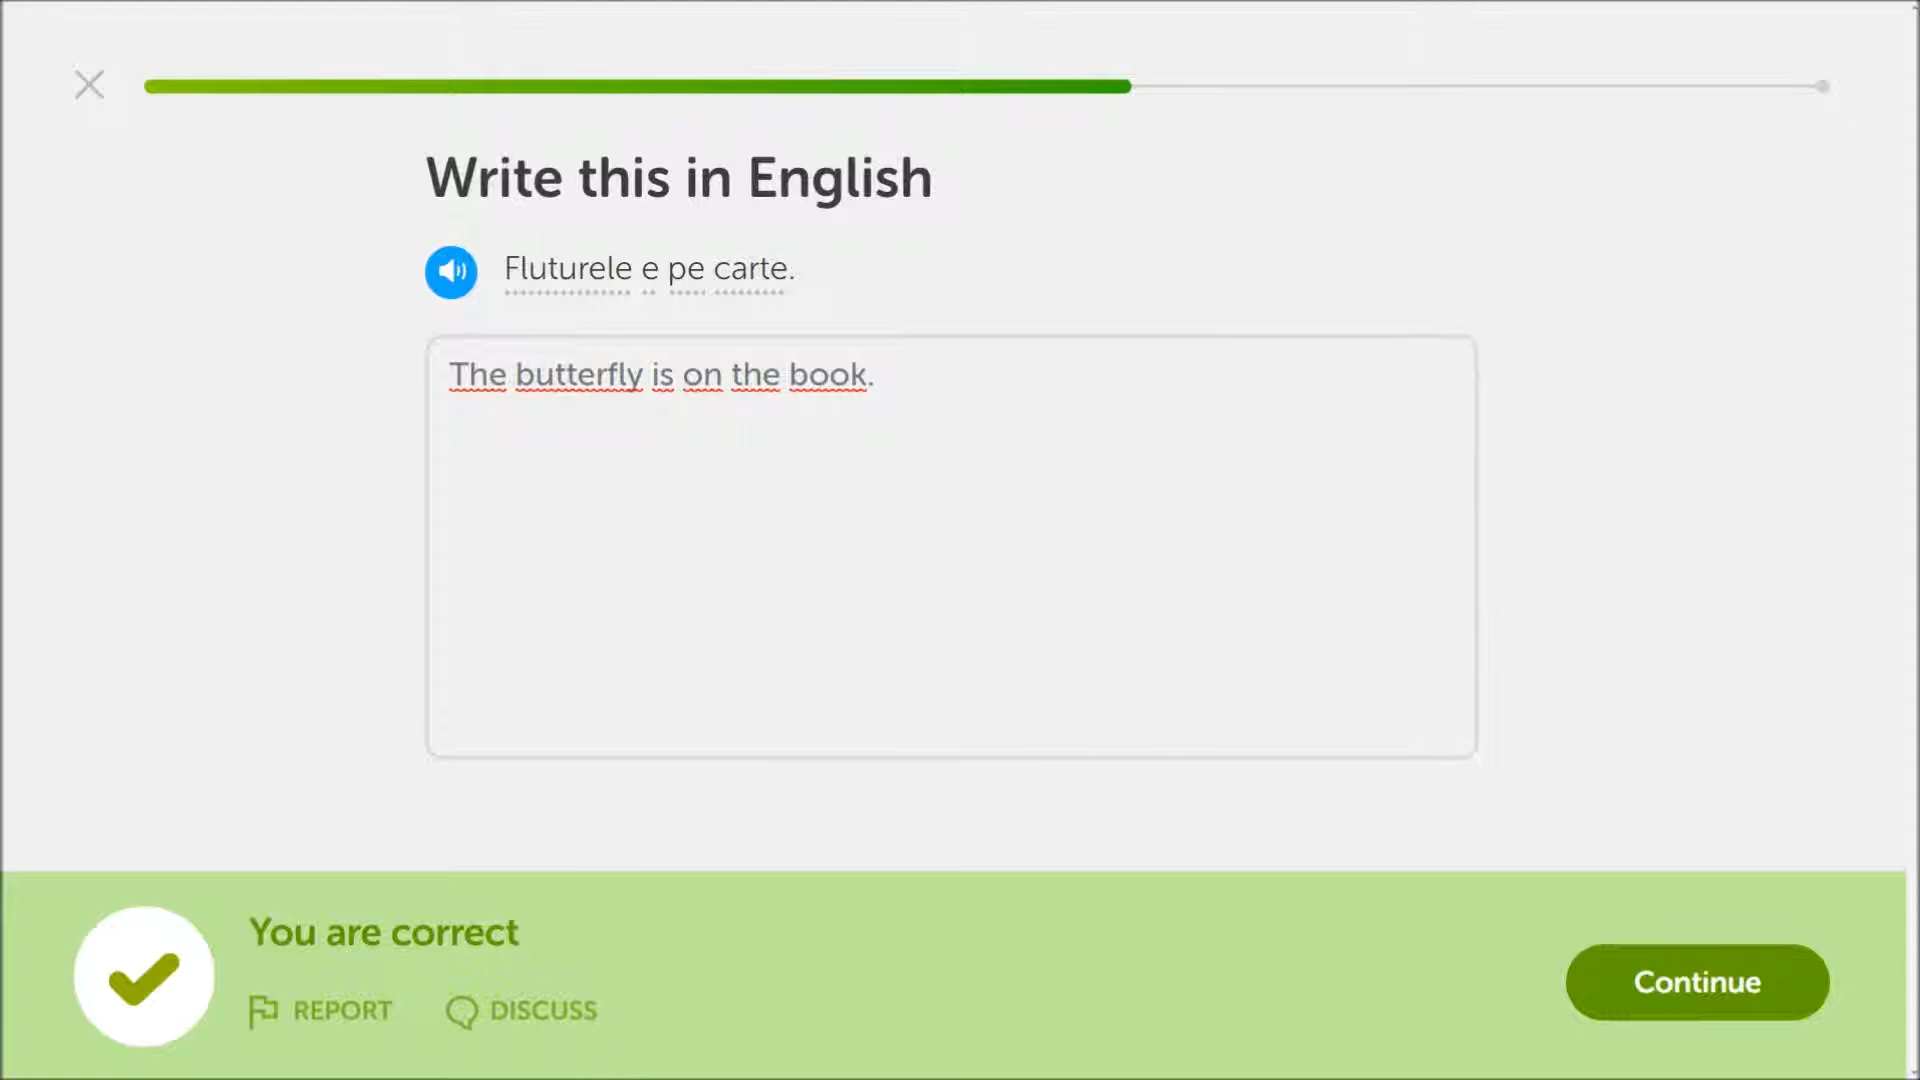 Write this in English
Fluturele e pe carte.
The butterfly is on the book.
You are correct
REPORT DISCUSS
Continue